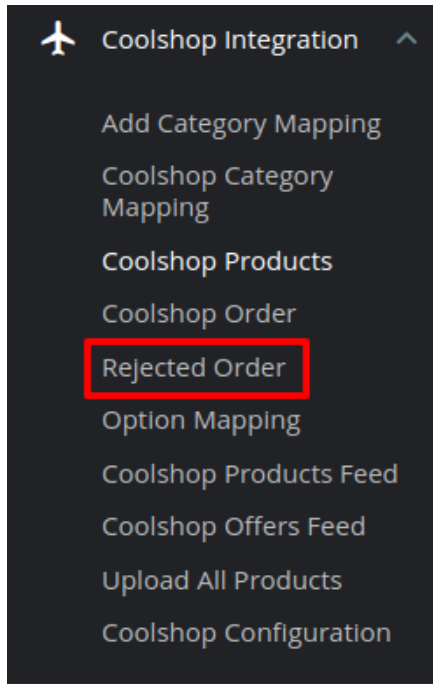 Coolshop Integration
Add Category Mapping
Coolshop Category
Mapping
Coolshop Products
Coolshop Order
Rejected Order
Option Mapping
Coolshop Products Feed
Coolshop Offers Feed
Upload All Products
Coolshop Configuration